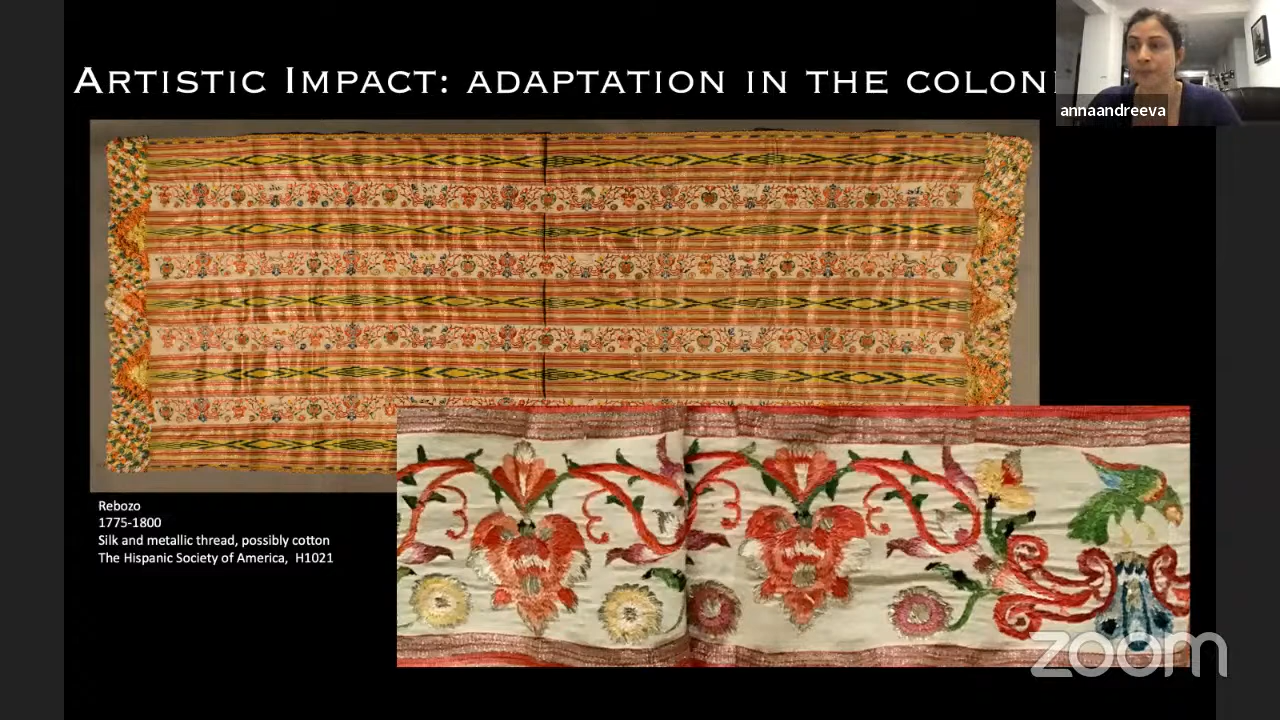 ARTISTIC IMPACT: ADAPTATION IN THE COLONI
annaandreeva
Rebozo
1775-1800
Silk and metallic thread, possibly cotton
The Hispanic Society of America, H1021
zoom